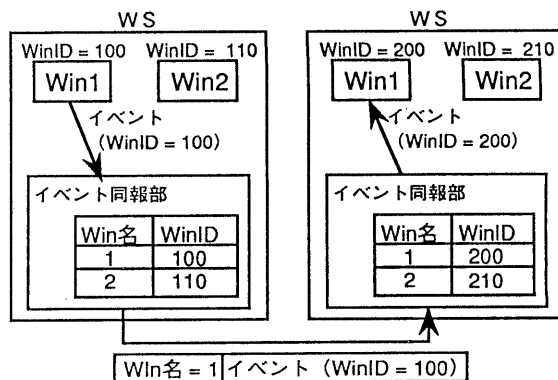 WS
WinID = 100 WinID = 110
Win1 Win2
イベント
(WinID = 100)
イベント同報部
Win名 WinID
1 100
2 110
WS
WinID = 200 WinID = 210
Win1 Win2
イベント
(WinID = 200)
イベント同報部
Win名 WinID
1 200
2 210
WIn名 = 1 イベント (WinID = 100)